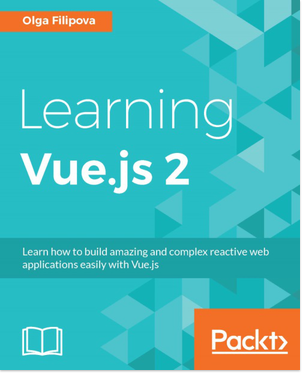 Olga Filipova
Learning
Vue.js 2
Learn how to build amazing and complex reactive web
applications easily with Vue.js
Packt>